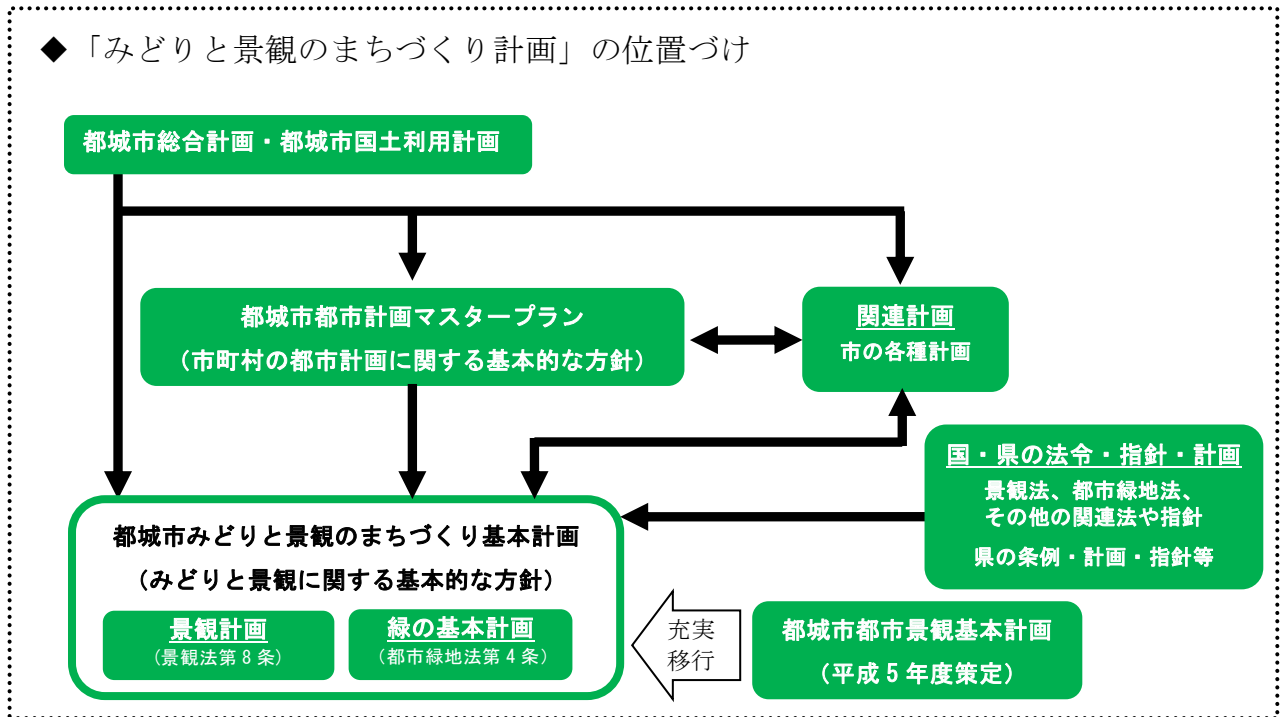 ◆「みどりと景観のまちづくり計画」の位置づけ
都城市総合計画・都城市国土利用計画
都城市都市計画マスタープラン
（市町村の都市計画に関する基本的な方針）
関連計画
市の各種計画
国・県の法令・指針・計画
景観法、都市緑地法、
その他の関連法や指針
県の条例・計画・指針等
都城市みどりと景観のまちづくり基本計画
（みどりと景観に関する基本的な方針）
景観計画
（景観法第8条）
緑の基本計画
（都市緑地法第4条）
充実
移行
都城市都市景観基本計画
（平成5年度策定）